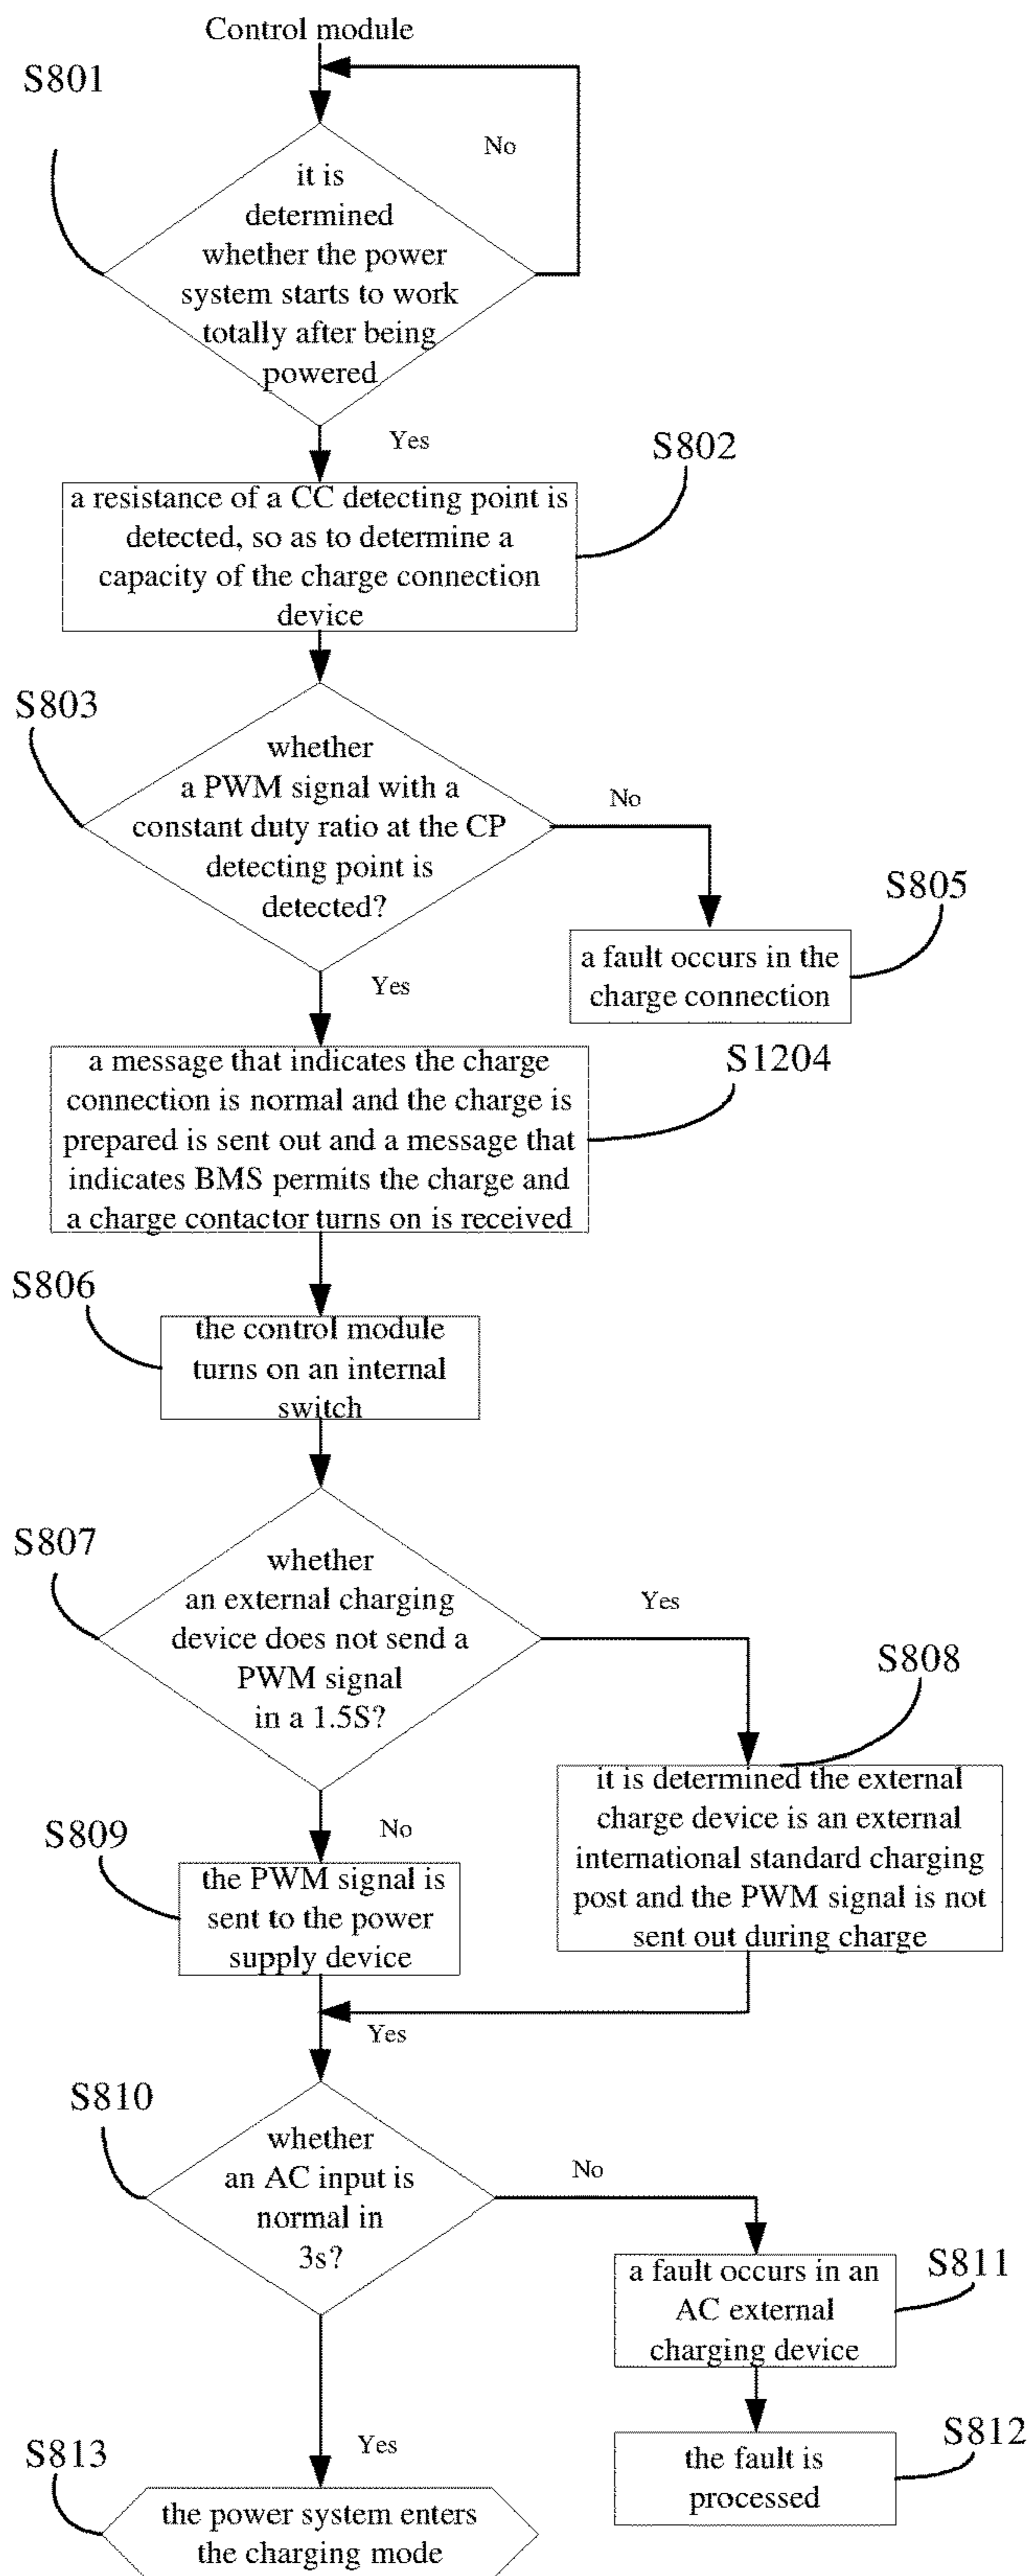 Control module
S801
No
it is
determined
whether the power
system starts to work
totally after being
powered
Yes
S802
a resistance of a CC detecting point is
detected, so as to determine a
capacity of the charge connection
device
S803
whether
a PWM signal with a
constant duty ratio at the CP
detecting point is
detected?
No
S805
a fault occurs in the
charge connection
Yes
S1204
a message that indicates the charge
connection is normal and the charge is
prepared is sent out and a message that
indicates BMS permits the charge and
a charge contactor turns on is received
S806
the control module
turns on an internal
switch
S807
whether
an external charging
device does not send a
PWM signal
in a 1.5S?
Yes
S808
it is determined the external
charge device is an external
international standard charging
post and the PWM signal is not
sent out during charge
No
S809
the PWM signal is
sent to the power
supply device
Yes
S810
whether
an AC input is
normal in
3s?
No
S811
a fault occurs in an
AC external
charging device
S812
the fault is
processed
Yes
S813
the power system enters
the charging mode